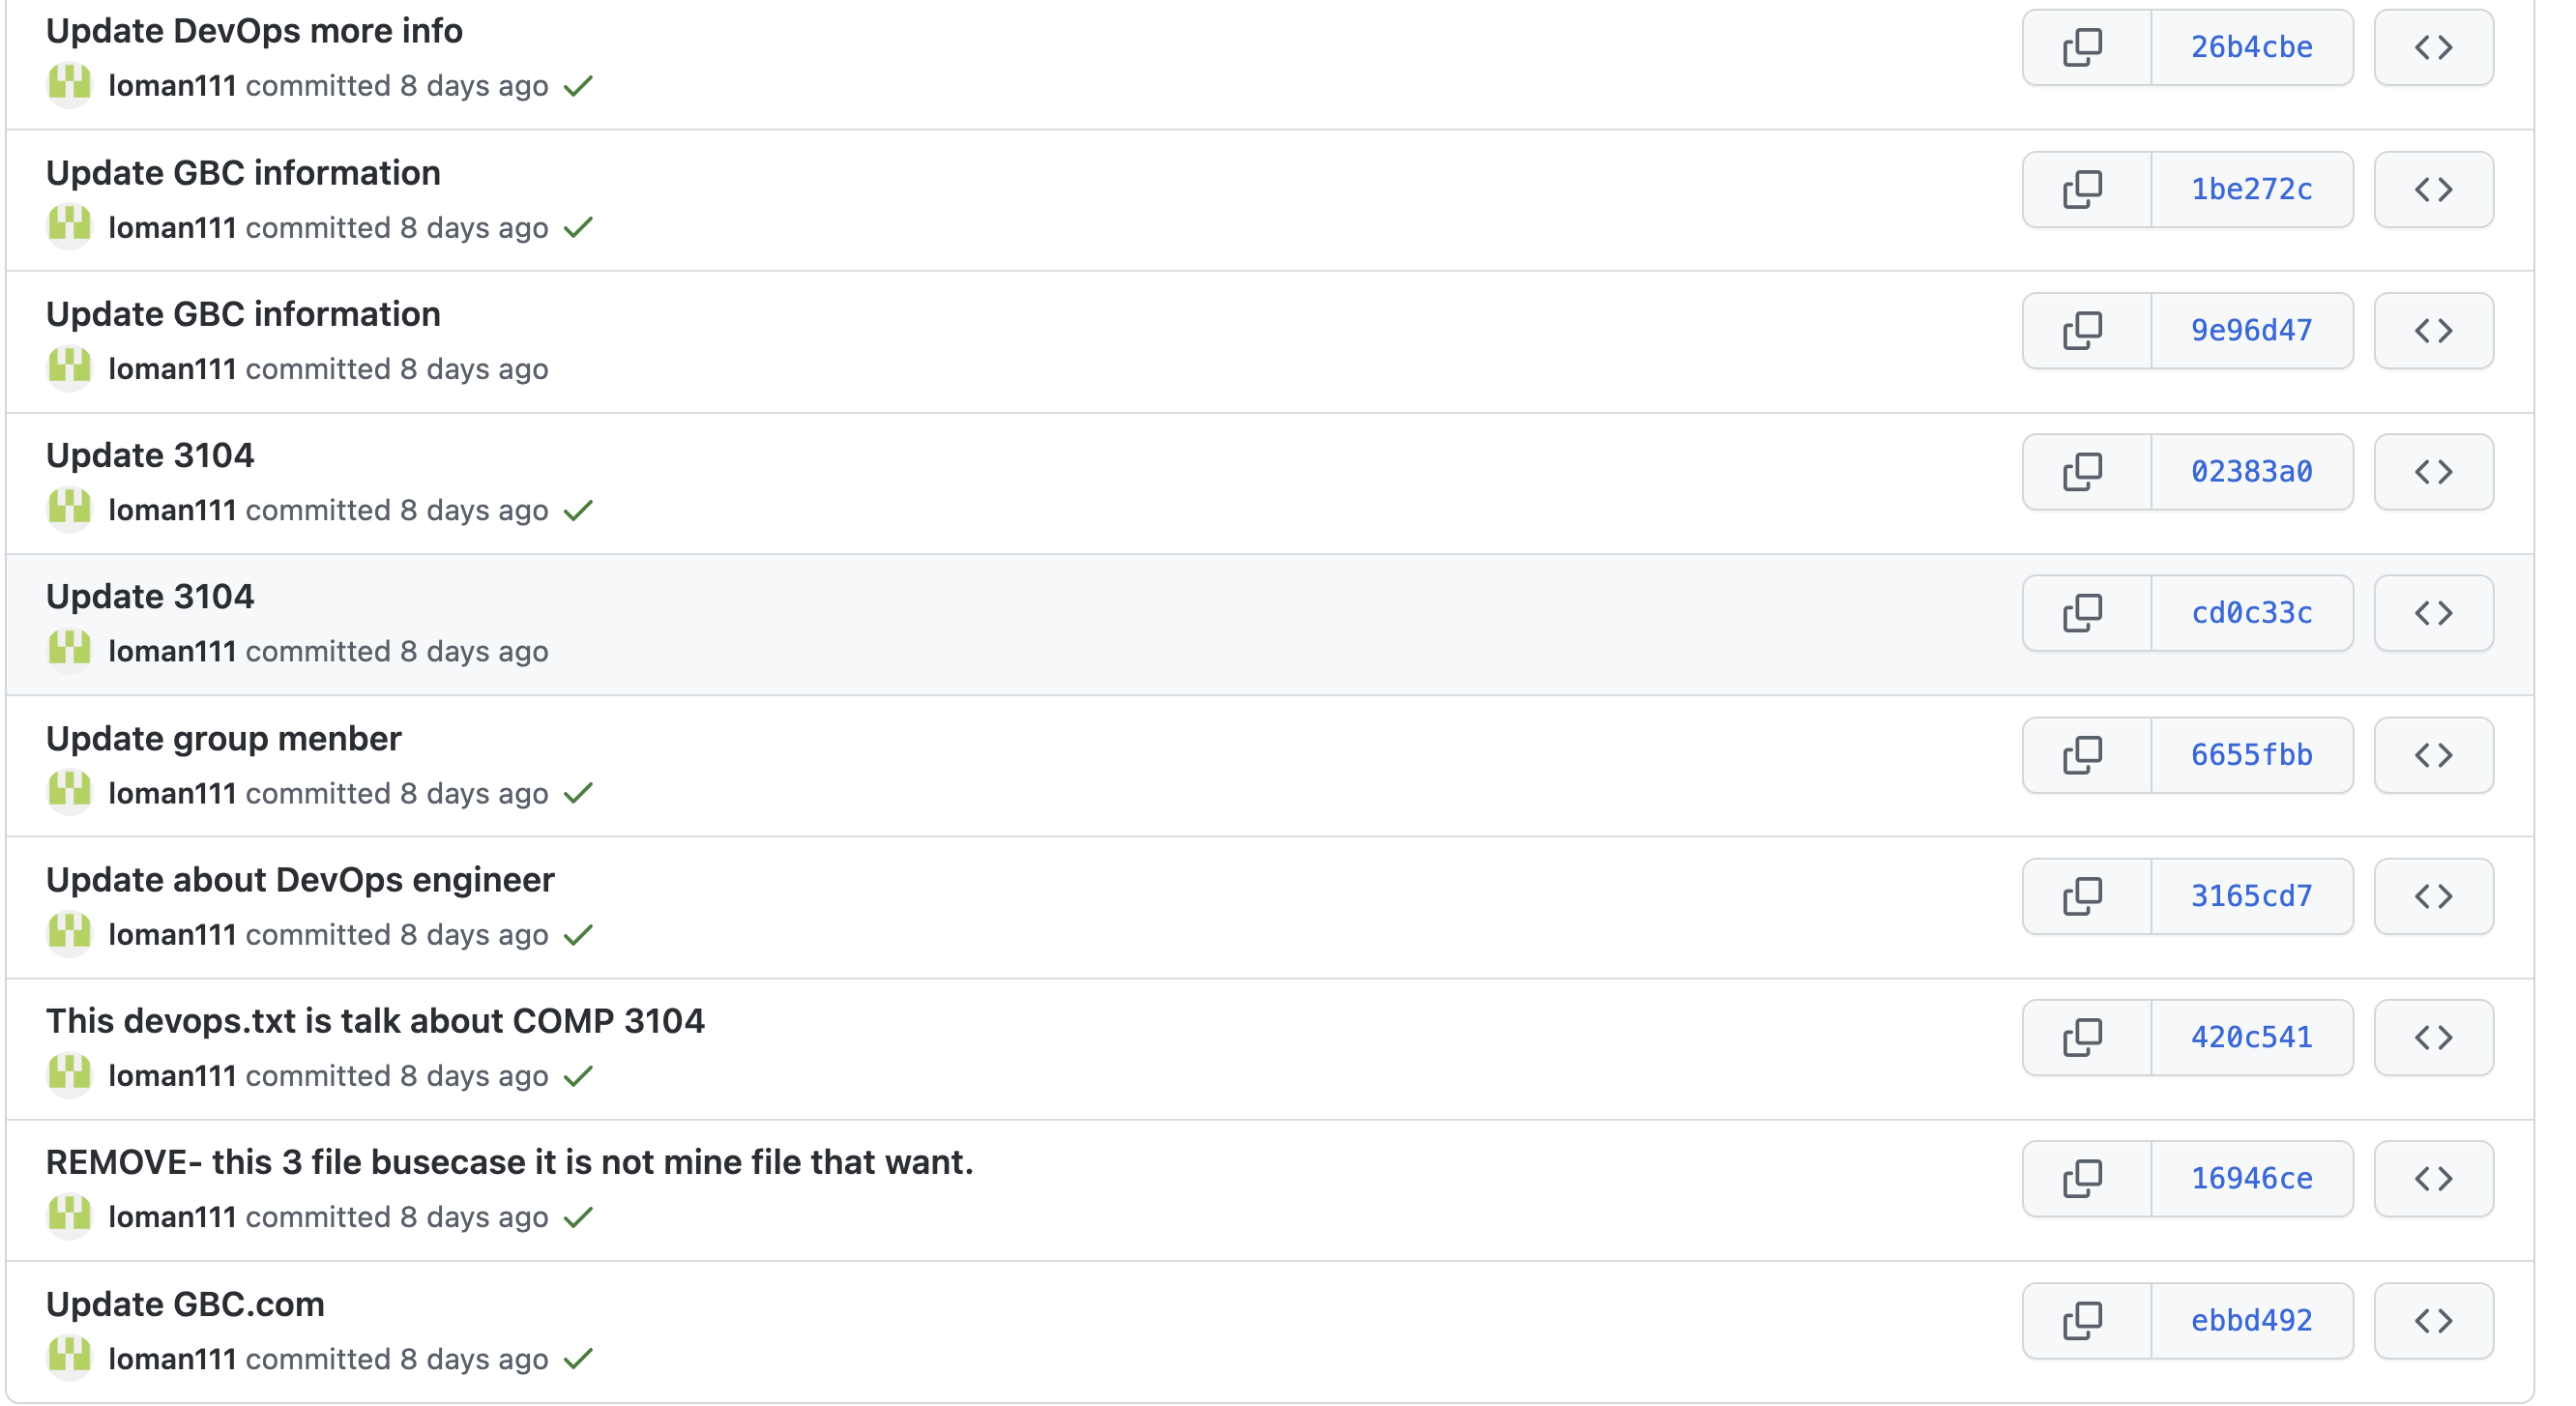 Update DevOps more info
26b4cbe
loman111 committed 8 days ago
Update GBC information
1be272c
loman111 committed 8 days ago
Update GBC information
9e96d47
loman111 committed 8 days ago
Update 3104
02383a0
loman111 committed 8 days ago
Update 3104
cd0c33c
loman111 committed 8 days ago
Update group menber
6655fbb
loman111 committed 8 days ago
Update about DevOps engineer
3165cd7
loman111 committed 8 days ago
This devops.txt is talk about COMP 3104
420c541
loman111 committed 8 days ago
REMOVE- this 3 file busecase it is not mine file that want.
16946ce
loman111 committed 8 days ago
Update GBC.com
ebbd492
loman111 committed 8 days ago